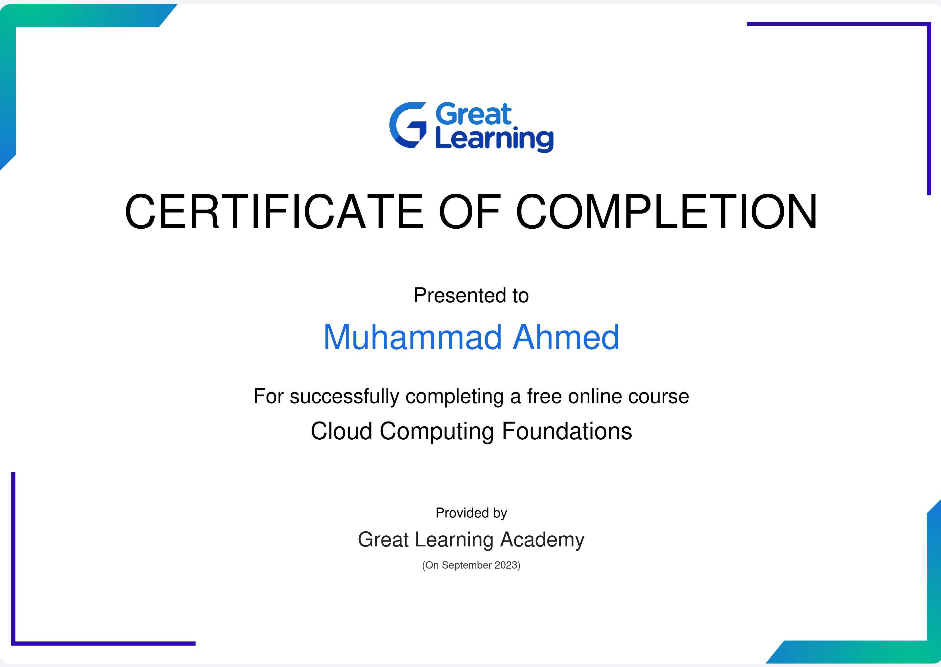 Great
Learning
CERTIFICATE OF COMPLETION
Presented to
Muhammad Ahmed
For successfully completing a free online course
Cloud Computing Foundations
Provided by
Great Learning Academy
(On September 2023)